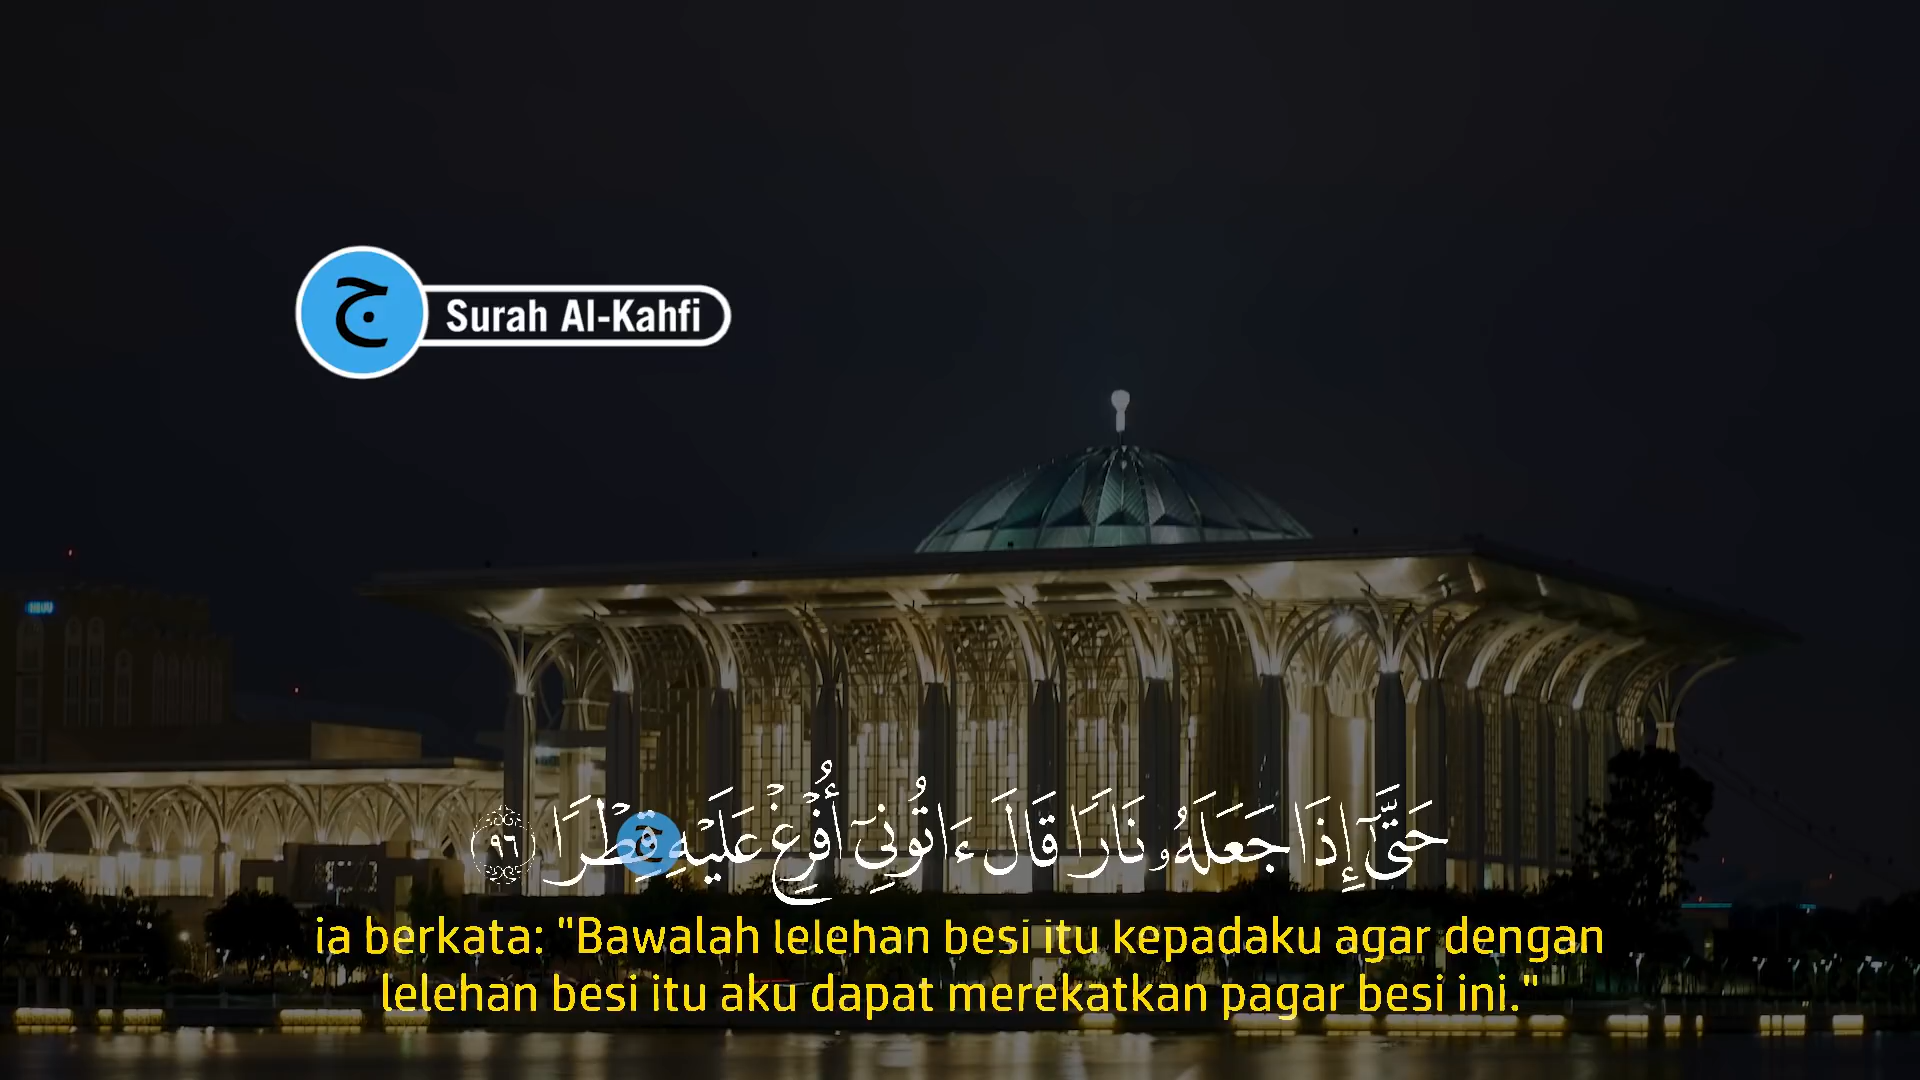 ج
Surah Al-Kahfi
حَتَّىٰٓ إِذَا جَعَلَهُۥ نَارًا قَالَ ءَاتُونِىٓ أُفْرِغْ عَلَيْهِ قِطْرًا ٩٦
ج
ia berkata: "Bawalah lelehan besi itu kepadaku agar dengan
lelehan besi itu aku dapat merekatkan pagar besi ini."